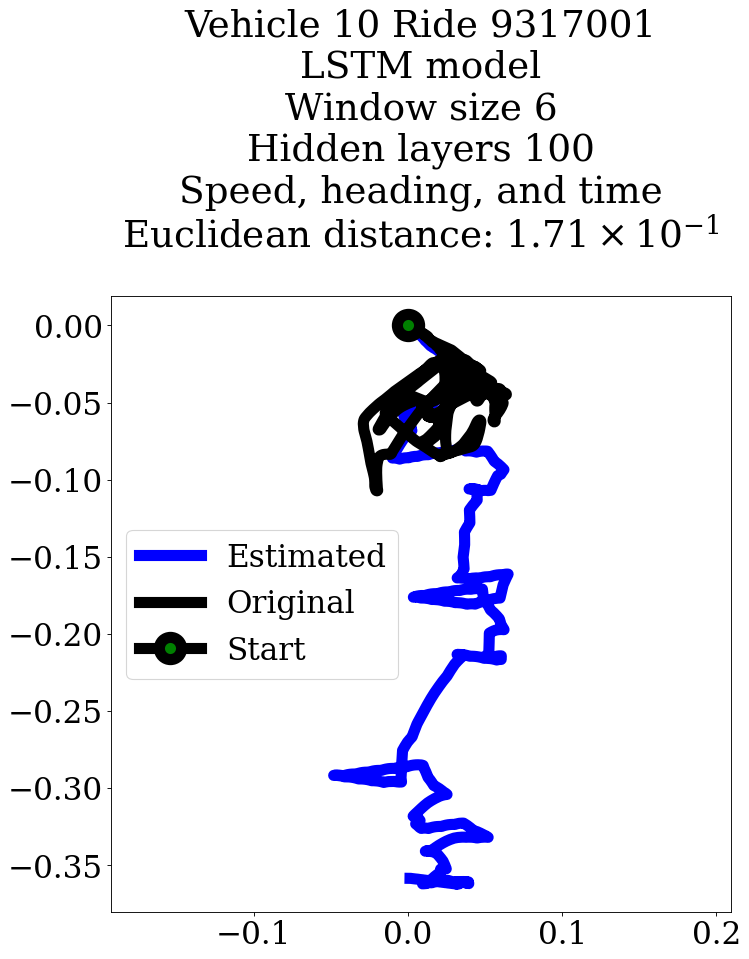 Vehicle 10 Ride 9317001
LSTM model
Window size 6
Hidden layers 100
Speed, heading, and time
Euclidean distance: 1.71 × 10⁻¹
0.00
−0.05
−0.10
−0.15
−0.20
−0.25
−0.30
−0.35
Estimated
Original
Start
−0.1
0.0
0.1
0.2